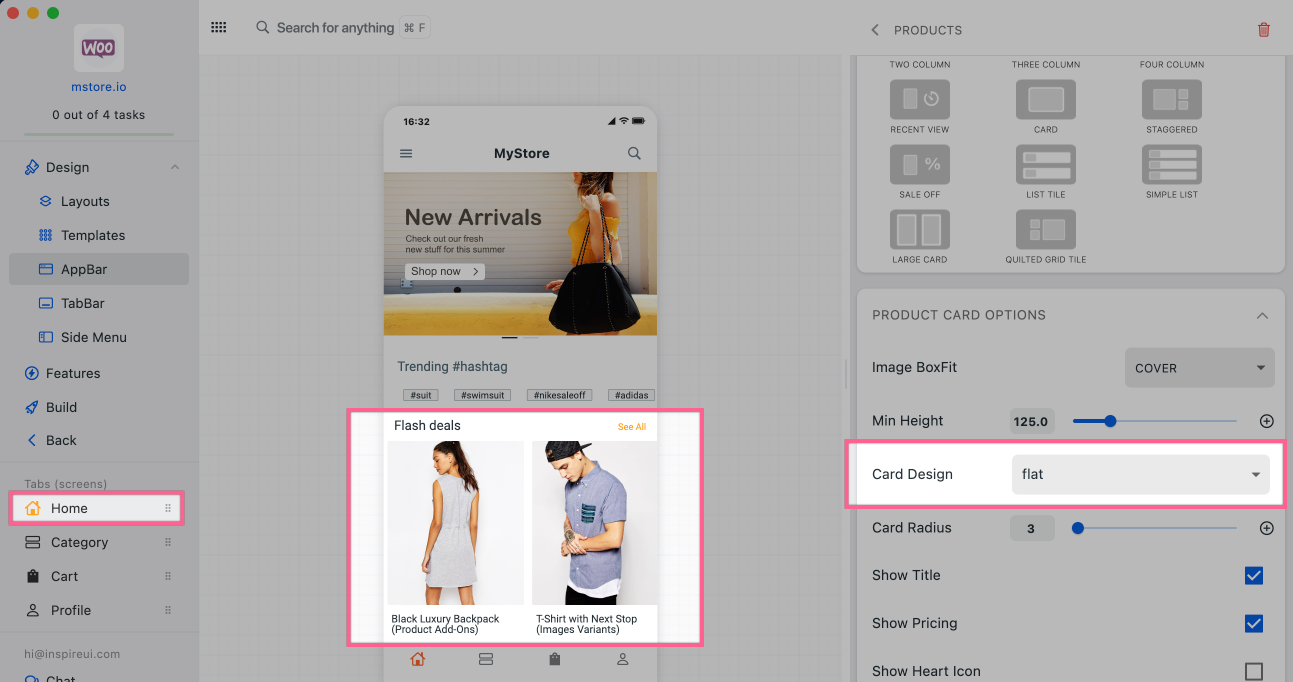 WOO
mstore.io
0 out of 4 tasks
Design
Layouts
Templates
AppBar
TabBar
Side Menu
Features
Build
Back
Tabs (screens)
Home
Category
Cart
Profile
hi@inspireui.com
Chat
Search for anything ⌘ F
16:32
MyStore
New Arrivals
Check out our fresh
new stuff for this summer
Shop now >
Trending #hashtag
#suit #swimsuit #nikesaleoff #adidas
Flash deals See All
Black Luxury Backpack
(Product Add-Ons)
T-Shirt with Next Stop
(Images Variants)
PRODUCTS
TWO COLUMN THREE COLUMN FOUR COLUMN
%
RECENT VIEW CARD STAGGERED
SALE OFF LIST TILE SIMPLE LIST
LARGE CARD QUILTED GRID TILE
PRODUCT CARD OPTIONS
Image BoxFit COVER
Min Height 125.0
Card Design flat
Card Radius 3
Show Title
Show Pricing
Show Heart Icon